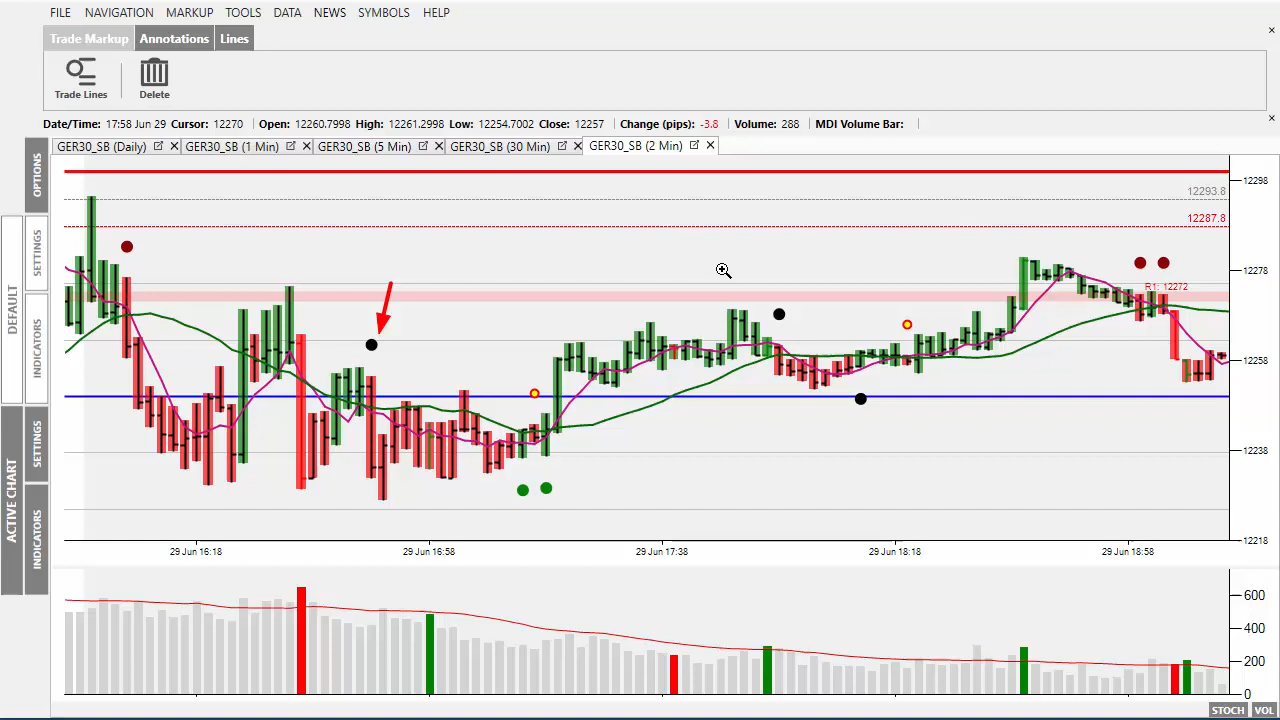 FILE NAVIGATION MARKUP TOOLS DATA NEWS SYMBOLS HELP
Trade Markup Annotations Lines
Trade Lines Delete
Date/Time: 17:58 Jun 29 Cursor: 12270 Open: 12260.7998 High: 12261.2998 Low: 12254.7002 Close: 12257 Change (pips): -3.8 Volume: 288 MDI Volume Bar:
GER30_SB (Daily) GER30_SB (1 Min) GER30_SB (5 Min) GER30_SB (30 Min) GER30_SB (2 Min)
OPTIONS
SETTINGS
DEFAULT
INDICATORS
SETTINGS
ACTIVE CHART
INDICATORS
12298
12293.8
12287.8
12278
R1: 12272
12258
12238
12218
29 Jun 16:18 29 Jun 16:58 29 Jun 17:38 29 Jun 18:18 29 Jun 18:58
600
400
200
0
STOCH VOL